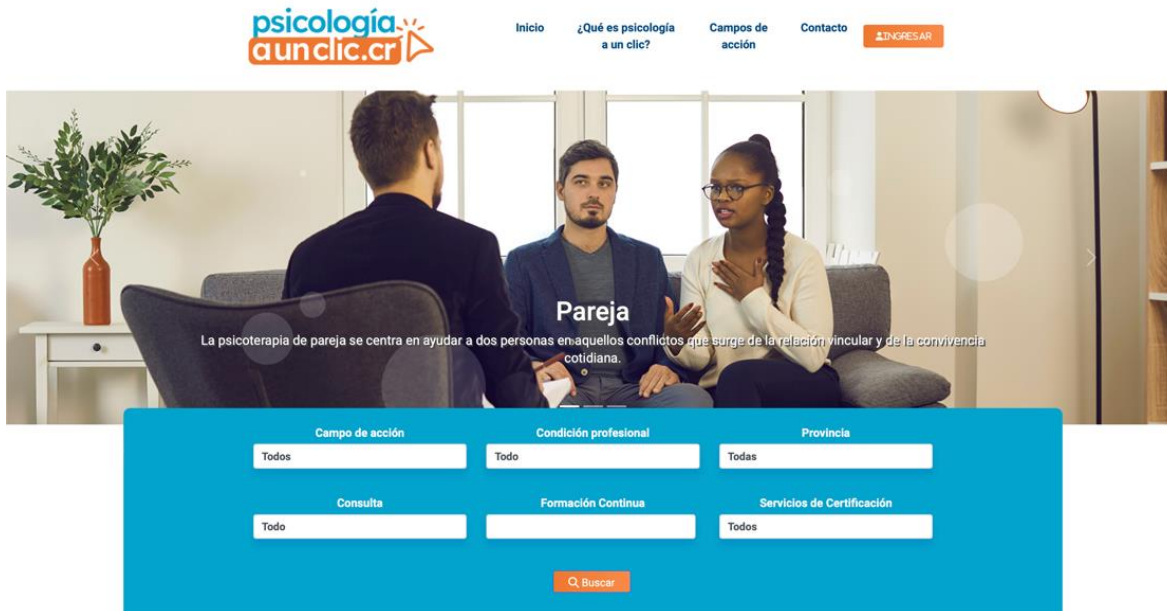 psicología
a un clic.cr
Inicio
¿Qué es psicología
a un clic?
Campos de
acción
Contacto
INGRESAR
Pareja
La psicoterapia de pareja se centra en ayudar a dos personas en aquellos conflictos que surge de la relación vincular y de la convivencia
cotidiana.
Campo de acción
Condición profesional
Provincia
Todos
Todo
Todas
Consulta
Formación Continua
Servicios de Certificación
Todo
Todos
Buscar